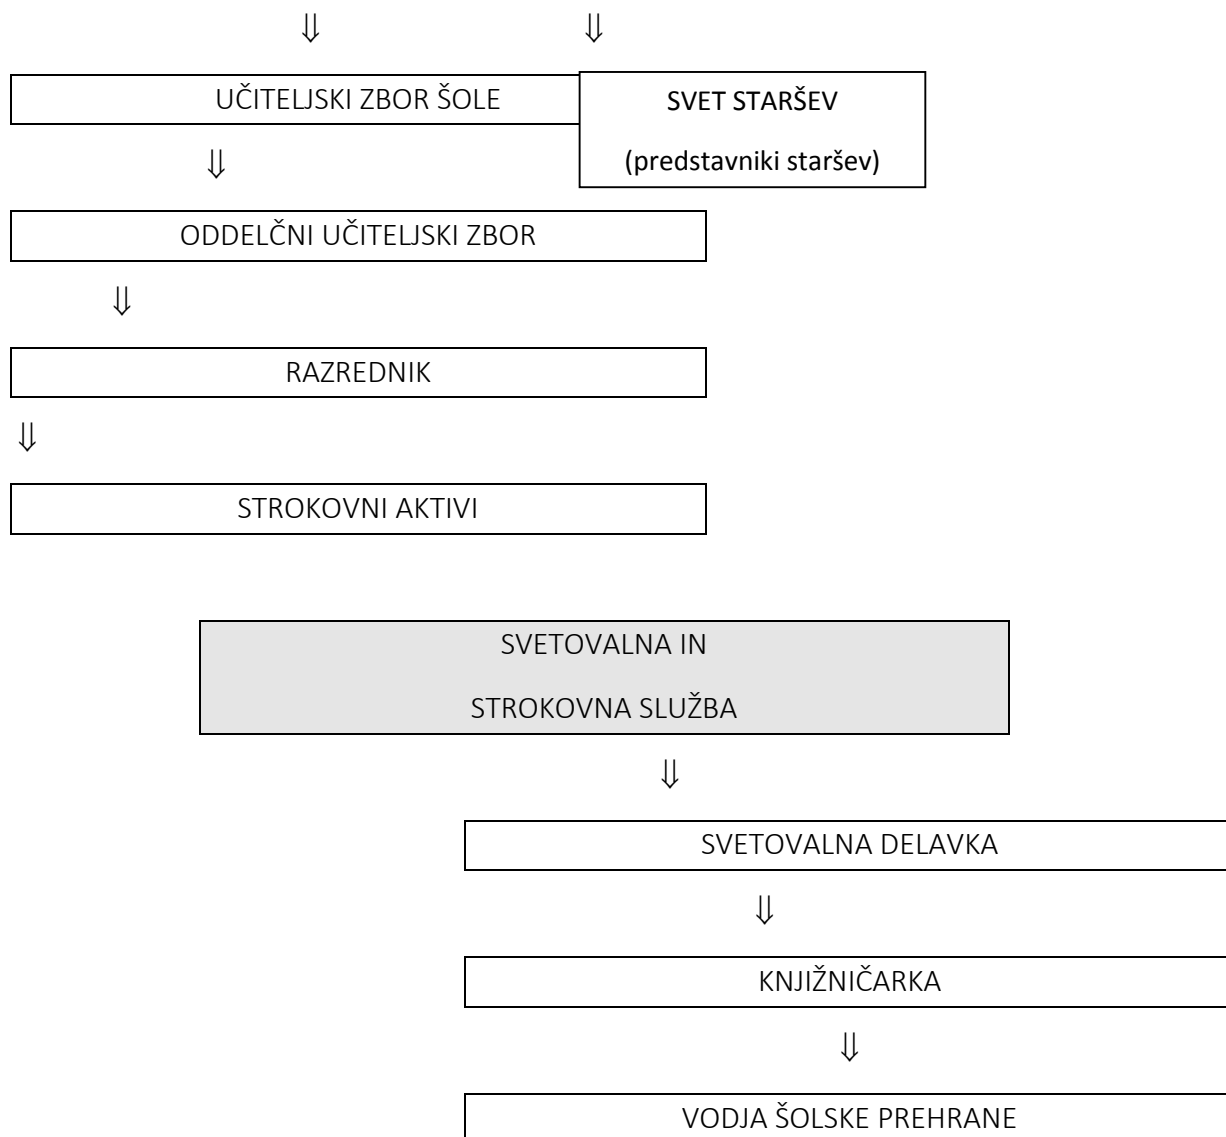 ⇓ ⇓
UČITELJSKI ZBOR ŠOLE
SVET STARŠEV
(predstavniki staršev)
⇓
ODDELČNI UČITELJSKI ZBOR
⇓
RAZREDNIK
⇓
STROKOVNI AKTIVI
SVETOVALNA IN
STROKOVNA SLUŽBA
⇓
SVETOVALNA DELAVKA
⇓
KNJIŽNIČARKA
⇓
VODJA ŠOLSKE PREHRANE